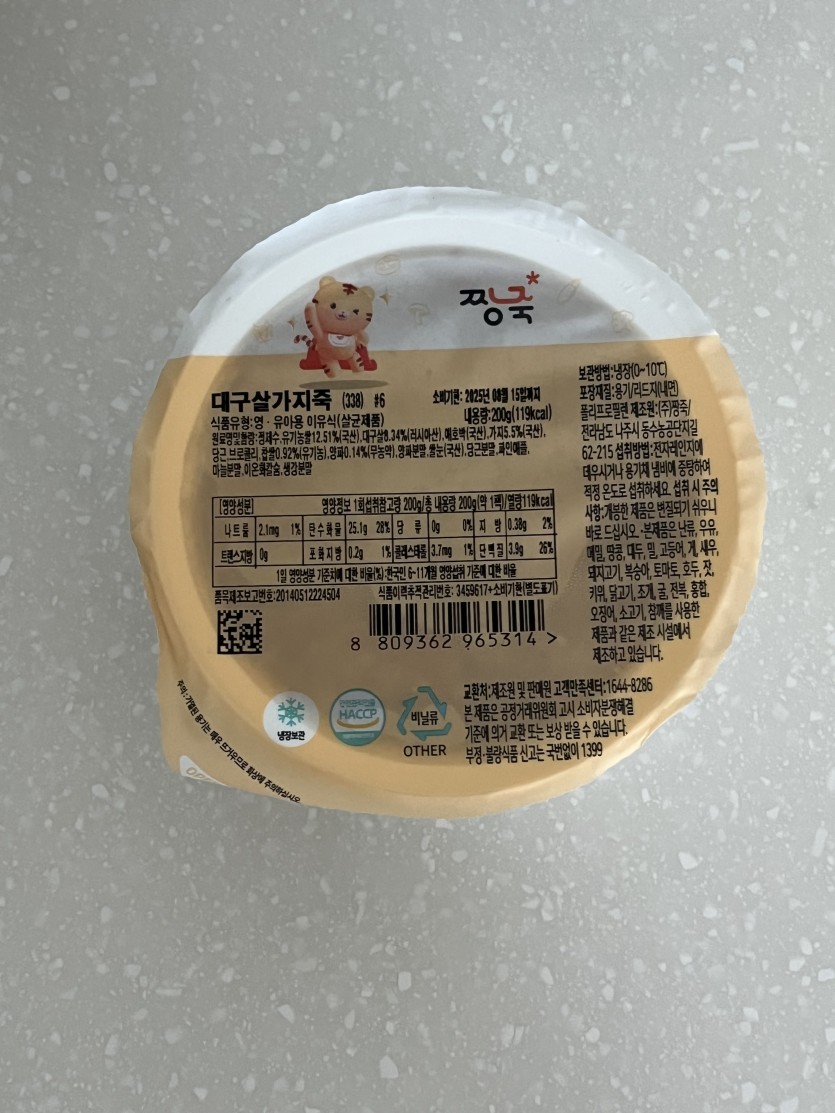 짱죽*
대구살가지죽 (338) #6
소비기한: 2025년 08월 15일까지
식품유형:영·유아용 이유식(살균제품)
내용량:200g(119kcal)
원료명및함량:정제수,유기농쌀12.51%(국산),대구살8.34%(러시아산),애호박(국산),가지5.5%(국산),
당근 브로콜리,찹쌀0.92%(유기농),양파0.14%(무농약),양파분말,쌀눈(국산),당근분말,파인애플,
마늘분말,이온화칼슘,생강분말
[영양성분] 영양정보 1회섭취참고량 200g/총 내용량 200g(약 1팩)/열량119kcal
나트륨 2.1mg 1% 탄수화물 25.1g 28% 당 류 0g 0% 지 방 0.38g 2%
트랜스지방 0g 포화지방 0.2g 1% 콜레스테롤 3.7mg 1% 단백질 3.9g 26%
1일 영양성분 기준치에 대한 비율(%):한국인 6~11개월 영양섭취 기준에 대한 비율
품목제조보고번호:20140512224504
식품이력추적관리번호: 3459617+소비기한(별도표기)
8 809362 965314 >
보관방법:냉장(0~10℃)
포장재질:용기/리드지(내면)
폴리프로필렌 제조원:(주)짱죽/
전라남도 나주시 동수농공단지길
62-215 섭취방법:전자레인지에
데우시거나 용기채 냄비에 중탕하여
적정 온도로 섭취하세요. 섭취 시 주의
사항:개봉한 제품은 변질되기 쉬우니
바로 드십시오. ·본제품은 난류, 우유,
메밀, 땅콩, 대두, 밀, 고등어, 게, 새우,
돼지고기, 복숭아, 토마토, 호두, 잣,
키위, 닭고기, 조개, 굴, 전복, 홍합,
오징어, 소고기, 참깨를 사용한
제품과 같은 제조 시설에서
제조하고 있습니다.
교환처:제조원 및 판매원 고객만족센터:1644-8286
본 제품은 공정거래위원회 고시 소비자분쟁해결
기준에 의거 교환 또는 보상 받을 수 있습니다.
부정·불량식품 신고는 국번없이 1399
냉장보관
HACCP
비닐류
OTHER
주의:가열된 용기는 매우 뜨거우므로 화상에 주의하십시오